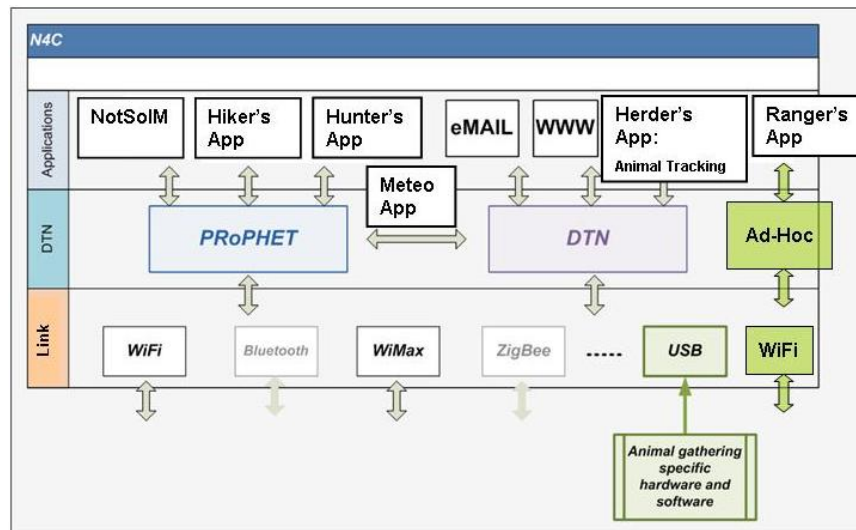 N4C
Applications
NotSoIM
Hiker's
App
Hunter's
App
eMAIL
WWW
Herder's
App:
Animal Tracking
Ranger's
App
Meteo
App
DTN
PRoPHET
DTN
Ad-Hoc
Link
WiFi
Bluetooth
WiMax
ZigBee
.....
USB
WiFi
Animal gathering
specific
hardware and
software